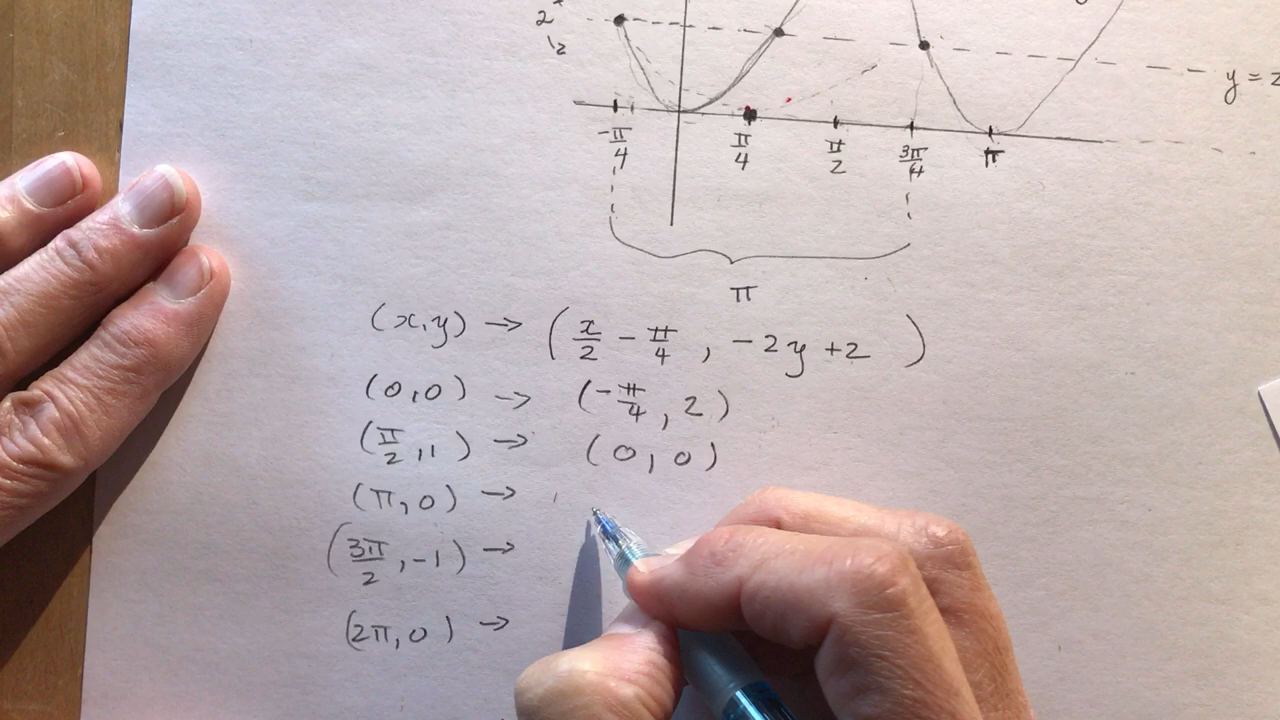 2
1/2
y = 2
-π/4 π/4 π/2 3π/4 π
π
(x,y) → (x/2 - π/4, -2y +2 )
(0,0) → (-π/4, 2)
(π/2, 1) → (0,0)
(π,0) →
(3π/2, -1) →
(2π,0) →